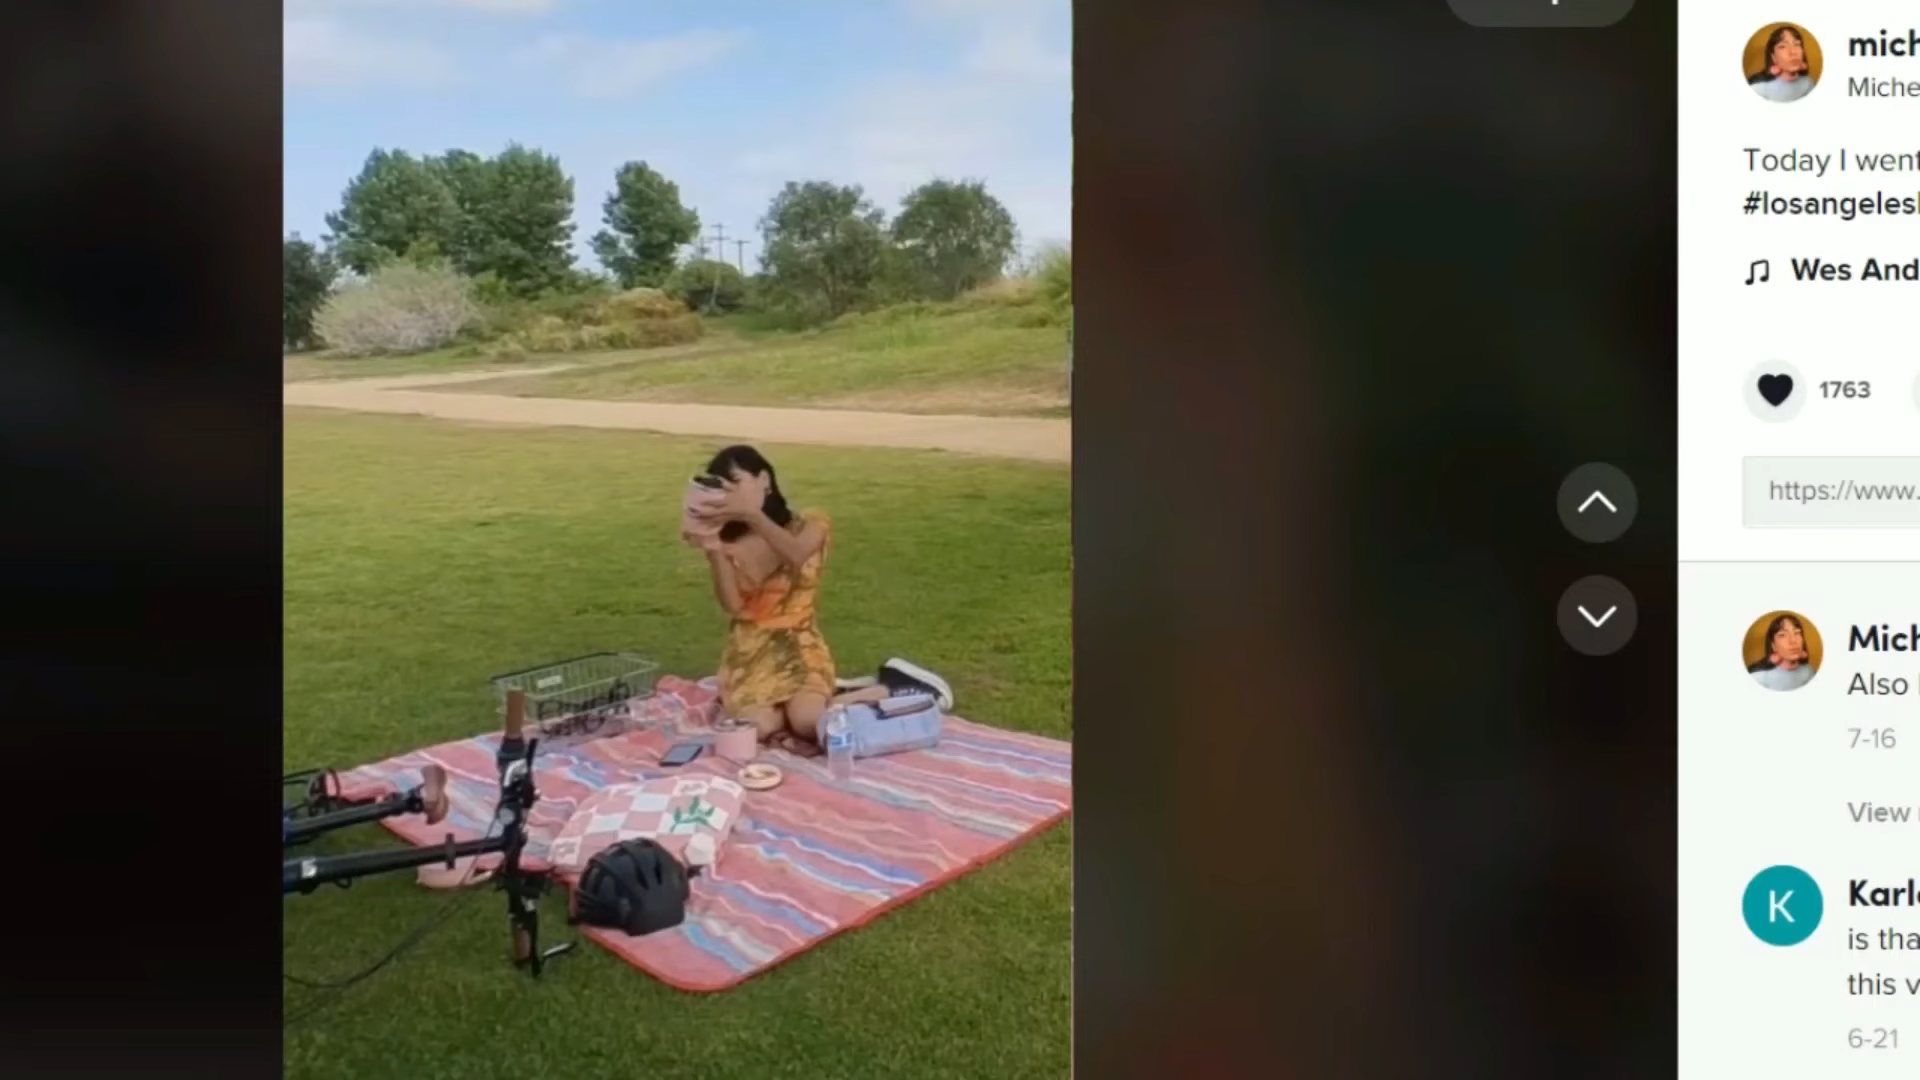 mich
Miche
Today I went
#losangelesl
Wes And
1763
https://www.
Mich
Also
7-16
View
K
Karl
is tha
this v
6-21